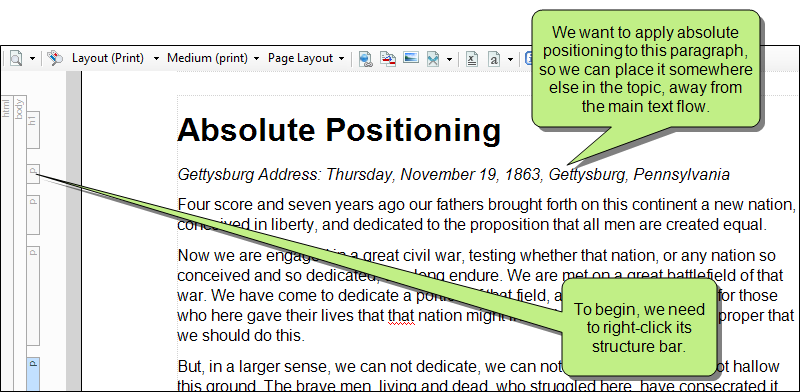 We want to apply absolute
positioning to this paragraph,
so we can place it somewhere
else in the topic, away from
the main text flow.
Layout (Print) Medium (print) Page Layout
html
body
h1
p
p
p
p
Absolute Positioning
Gettysburg Address: Thursday, November 19, 1863, Gettysburg, Pennsylvania
Four score and seven years ago our fathers brought forth on this continent a new nation,
conceived in liberty, and dedicated to the proposition that all men are created equal.
Now we are engaged in a great civil war, testing whether that nation, or any nation so
conceived and so dedicated, long endure. We are met on a great battlefield of that
war. We have come to dedicate a portion of that field, a for those
who here gave their lives that that nation might proper that
we should do this.
To begin, we need
to right-click its
structure bar.
But, in a larger sense, we can not dedicate, we can not ot hallow
this ground. The brave men, living and dead, who struggled here, have consecrated it